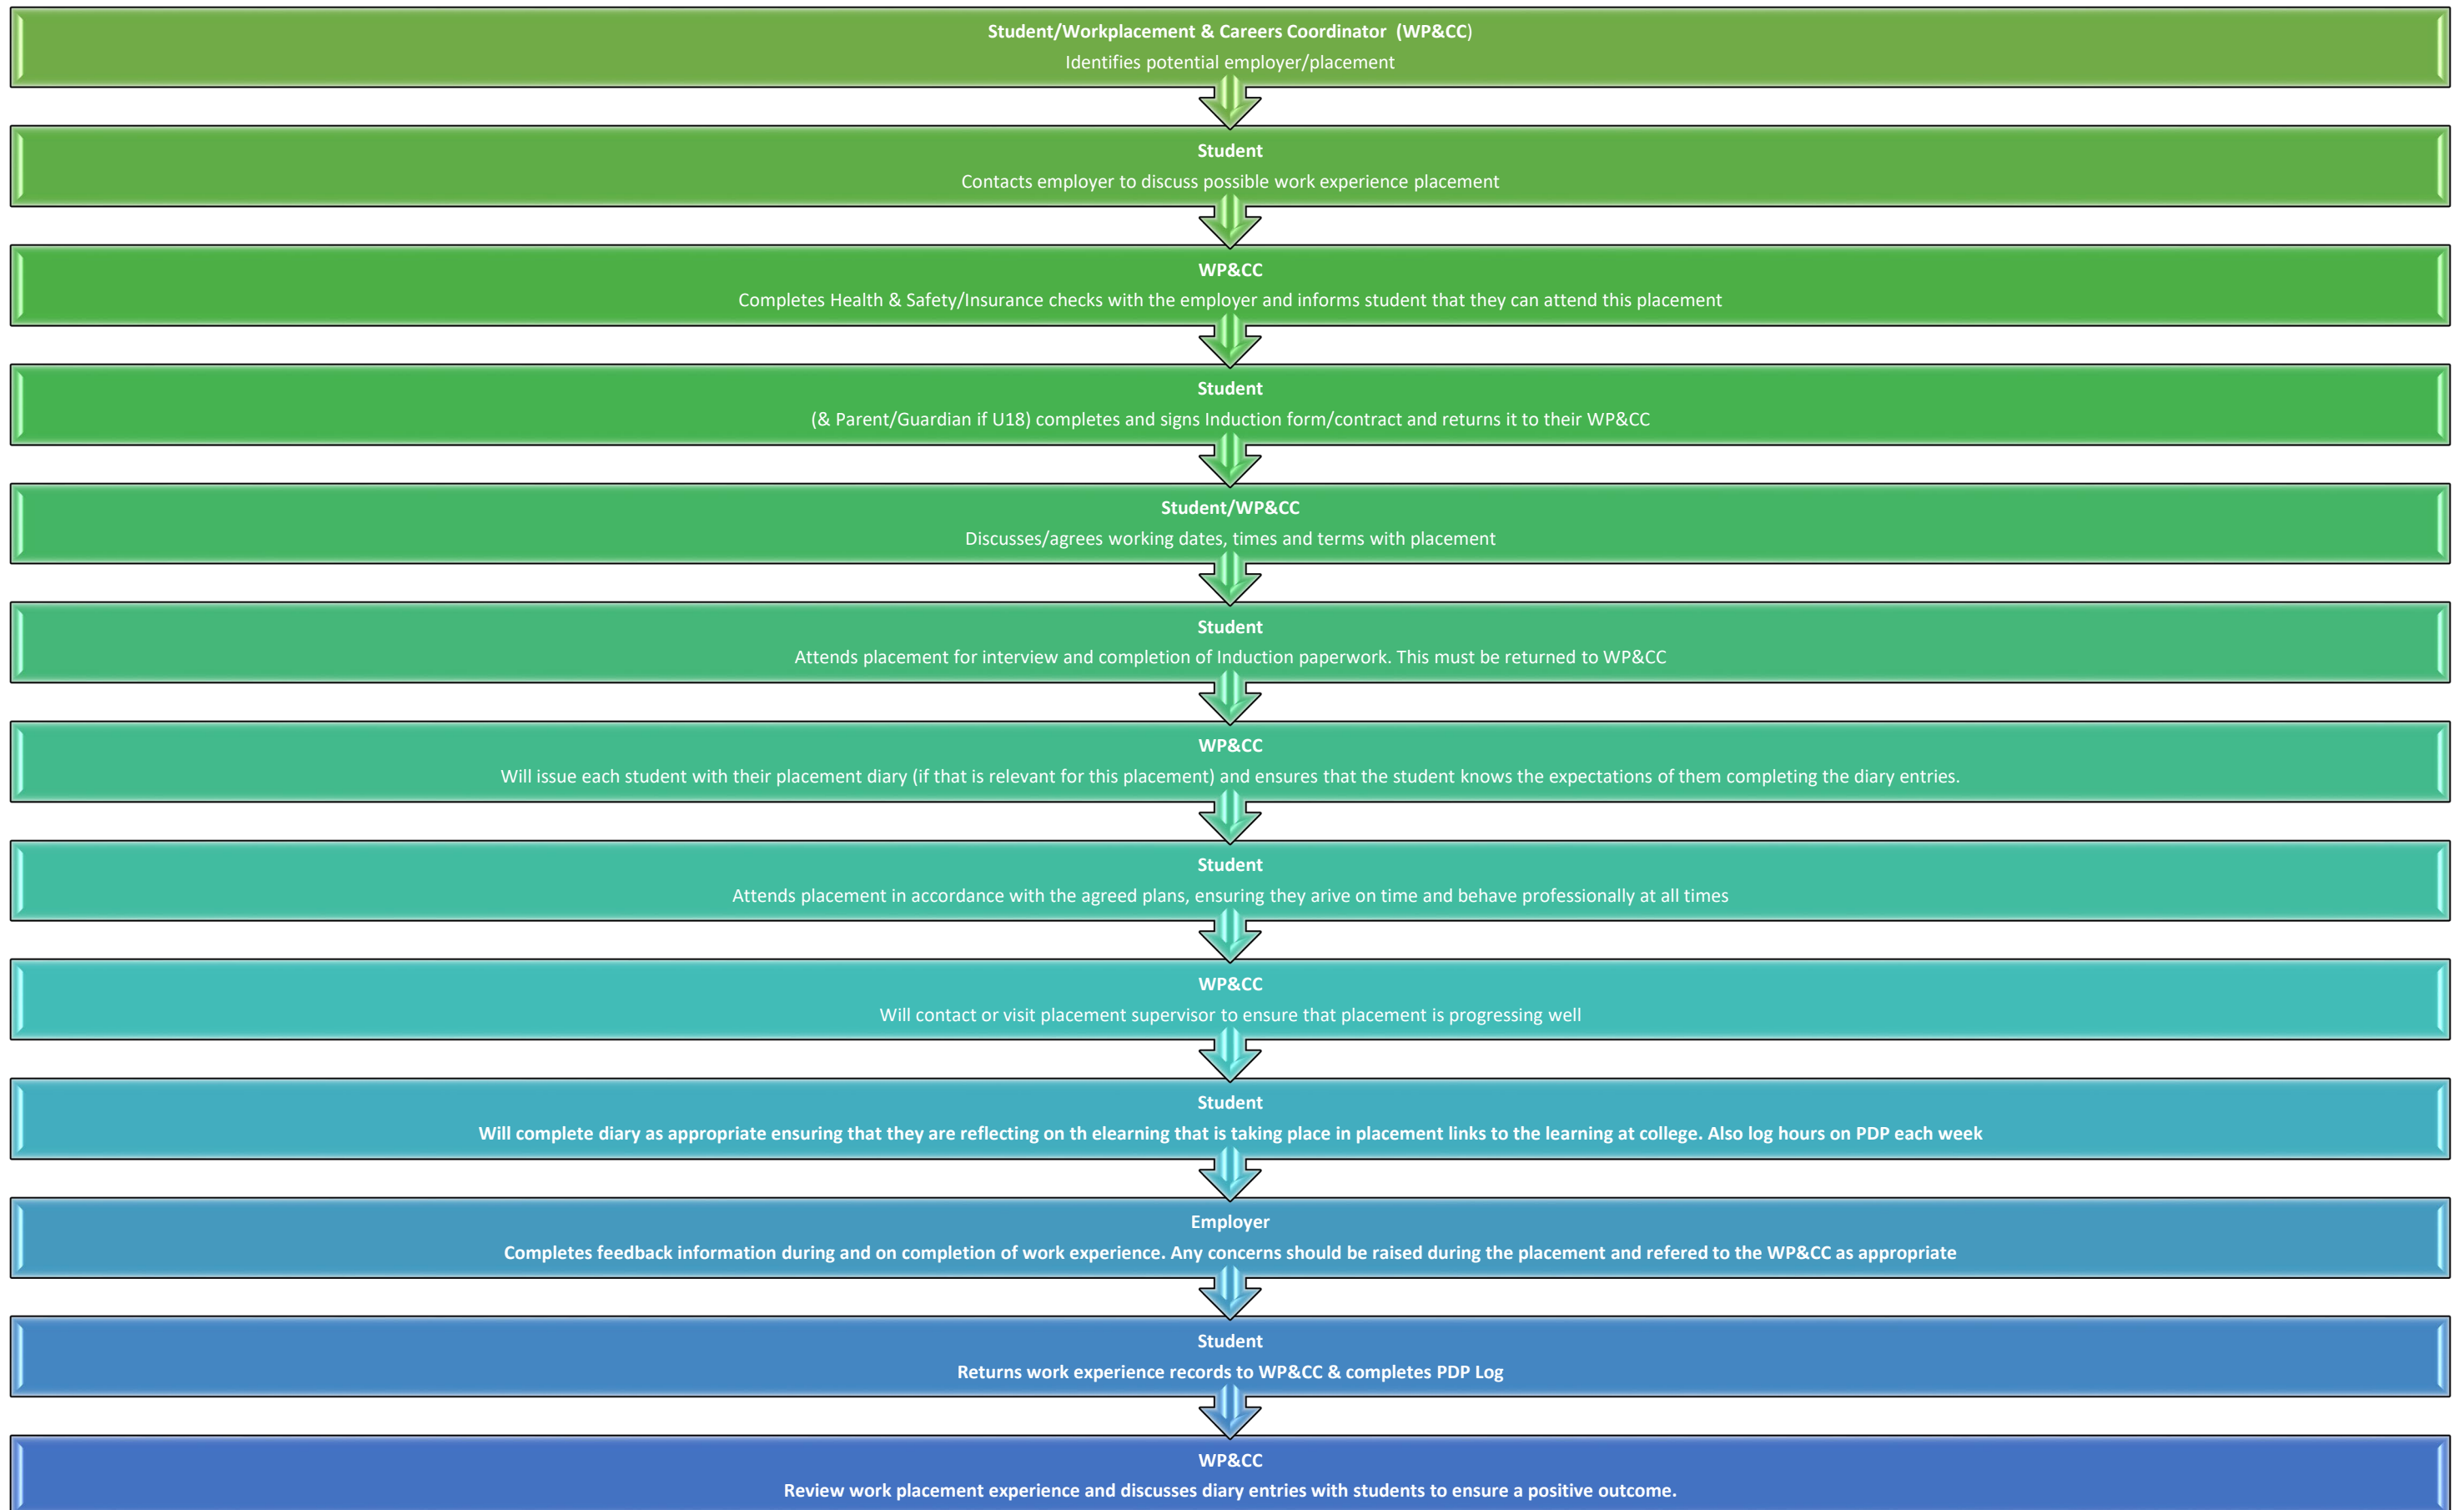 Student/Workplacement & Careers Coordinator  (WP&CC)
Identifies potential employer/placement
Student
Contacts employer to discuss possible work experience placement
WP&CC
Completes Health & Safety/Insurance checks with the employer and informs student that they can attend this placement
Student
(& Parent/Guardian if U18) completes and signs Induction form/contract and returns it to their WP&CC
Student/WP&CC
Discusses/agrees working dates, times and terms with placement
Student
Attends placement for interview and completion of Induction paperwork. This must be returned to WP&CC
WP&CC
Will issue each student with their placement diary (if that is relevant for this placement) and ensures that the student knows the expectations of them completing the diary entries.
Student
Attends placement in accordance with the agreed plans, ensuring they arive on time and behave professionally at all times
WP&CC
Will contact or visit placement supervisor to ensure that placement is progressing well
Student
Will complete diary as appropriate ensuring that they are reflecting on th elearning that is taking place in placement links to the learning at college. Also log hours on PDP each week
Employer
Completes feedback information during and on completion of work experience. Any concerns should be raised during the placement and refered to the WP&CC as appropriate
Student
Returns work experience records to WP&CC & completes PDP Log
WP&CC
Review work placement experience and discusses diary entries with students to ensure a positive outcome.